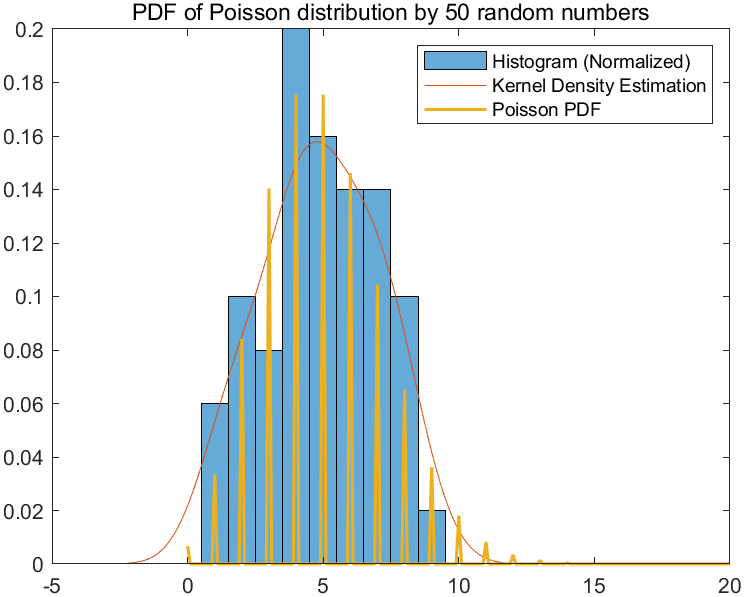 PDF of Poisson distribution by 50 random numbers
Histogram (Normalized)
Kernel Density Estimation
Poisson PDF
0.2
0.18
0.16
0.14
0.12
0.1
0.08
0.06
0.04
0.02
0
-5 0 5 10 15 20